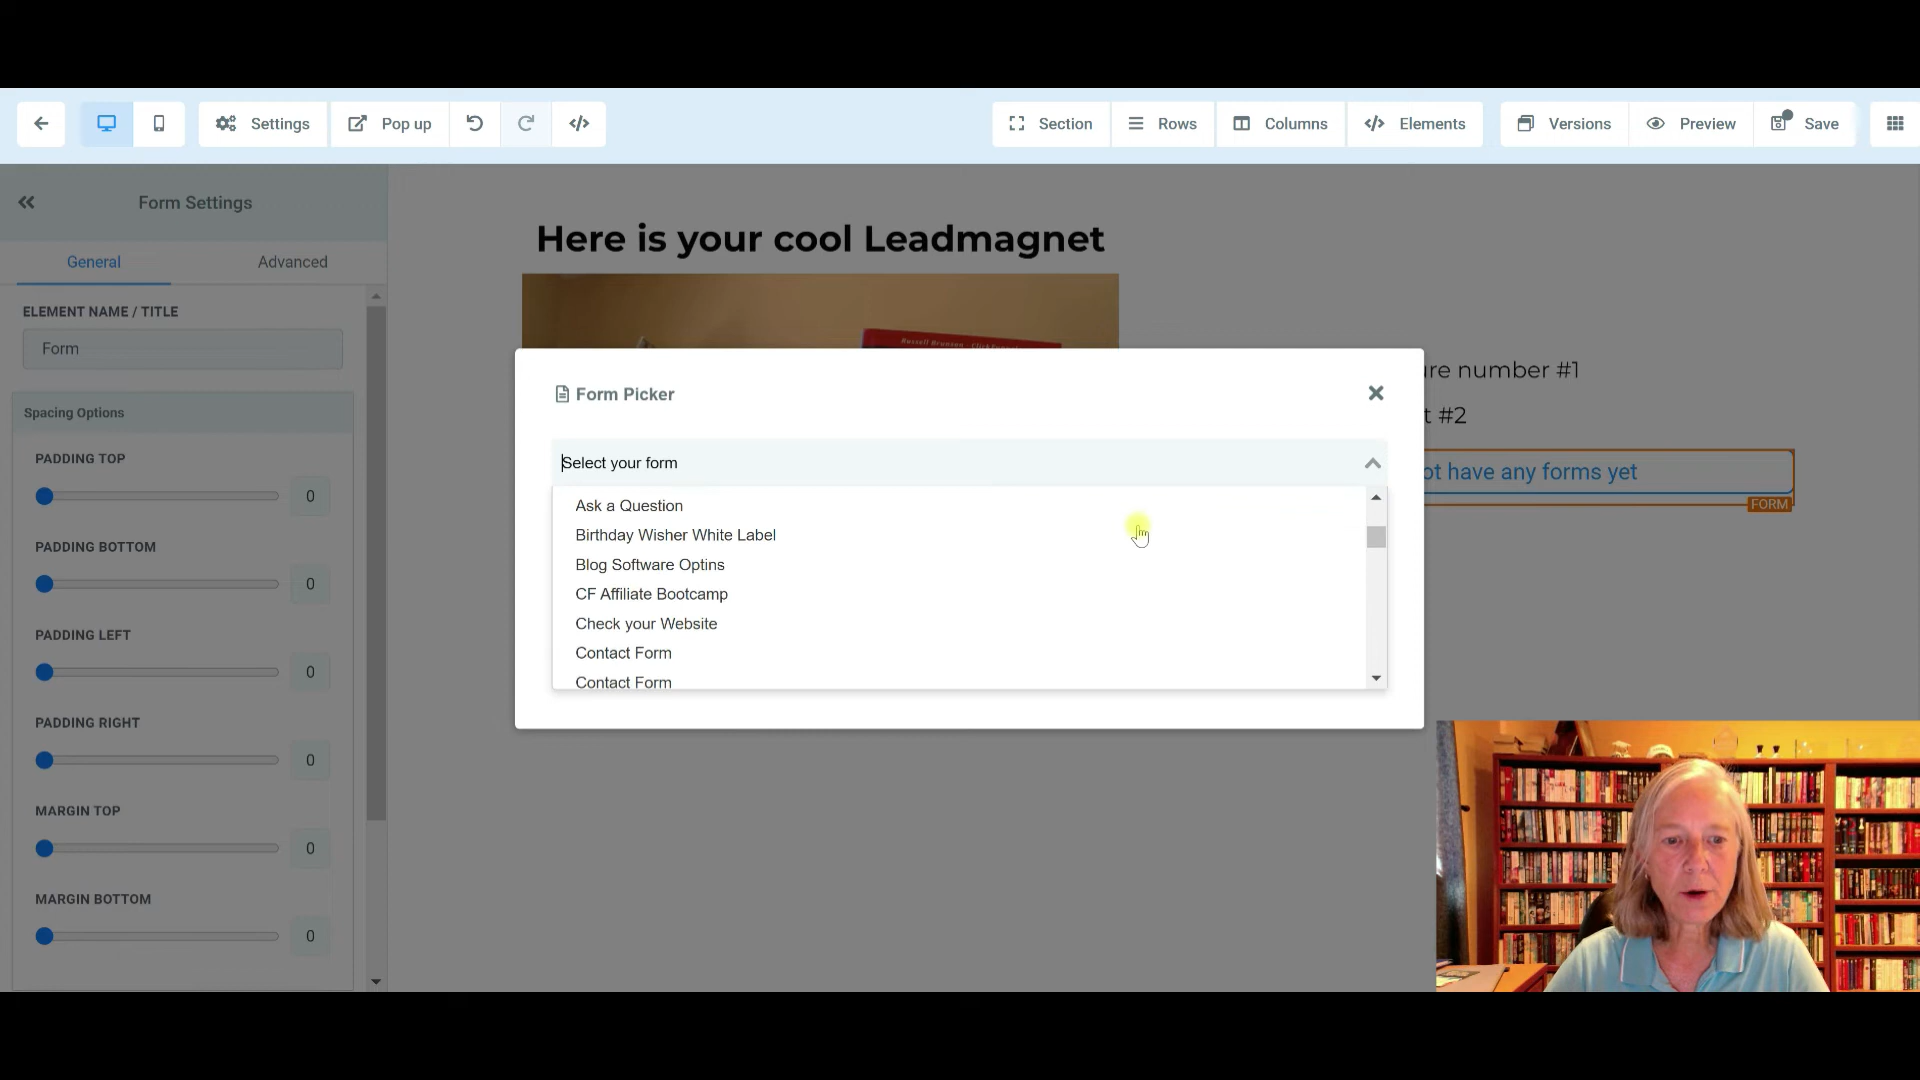 Settings
Pop up
Section
Rows
Columns
Elements
Versions
Preview
Save
Form Settings
General
Advanced
ELEMENT NAME / TITLE
Form
Spacing Options
PADDING TOP
0
PADDING BOTTOM
0
PADDING LEFT
0
PADDING RIGHT
0
MARGIN TOP
0
MARGIN BOTTOM
0
Here is your cool Leadmagnet
Russell Brunson
number #1
#2
have any forms yet
FORM
Form Picker
Select your form
Ask a Question
Birthday Wisher White Label
Blog Software Optins
CF Affiliate Bootcamp
Check your Website
Contact Form
Contact Form